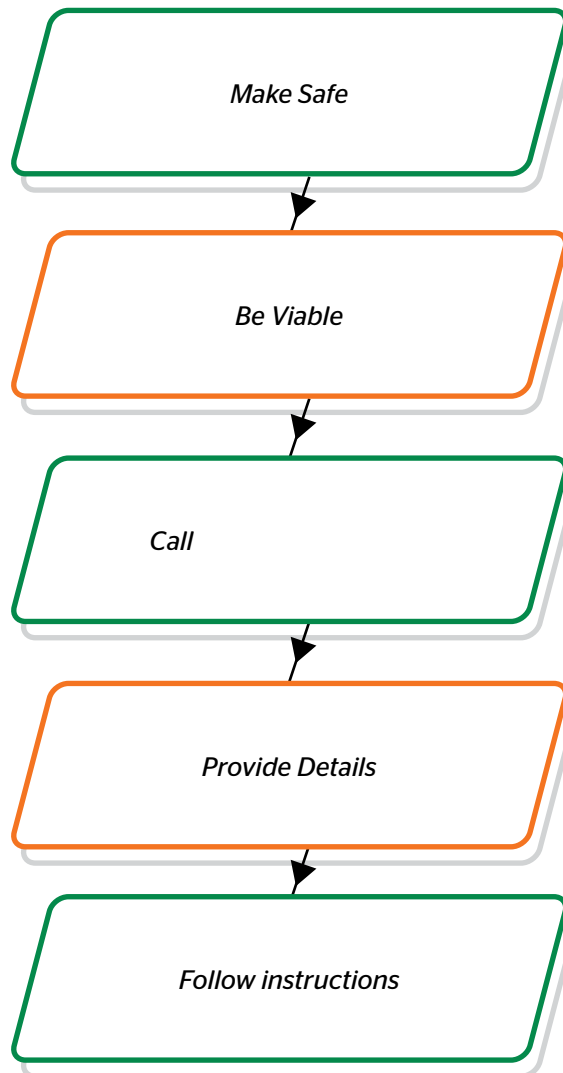 Make Safe
Be Viable
Call
Provide Details
Follow instructions